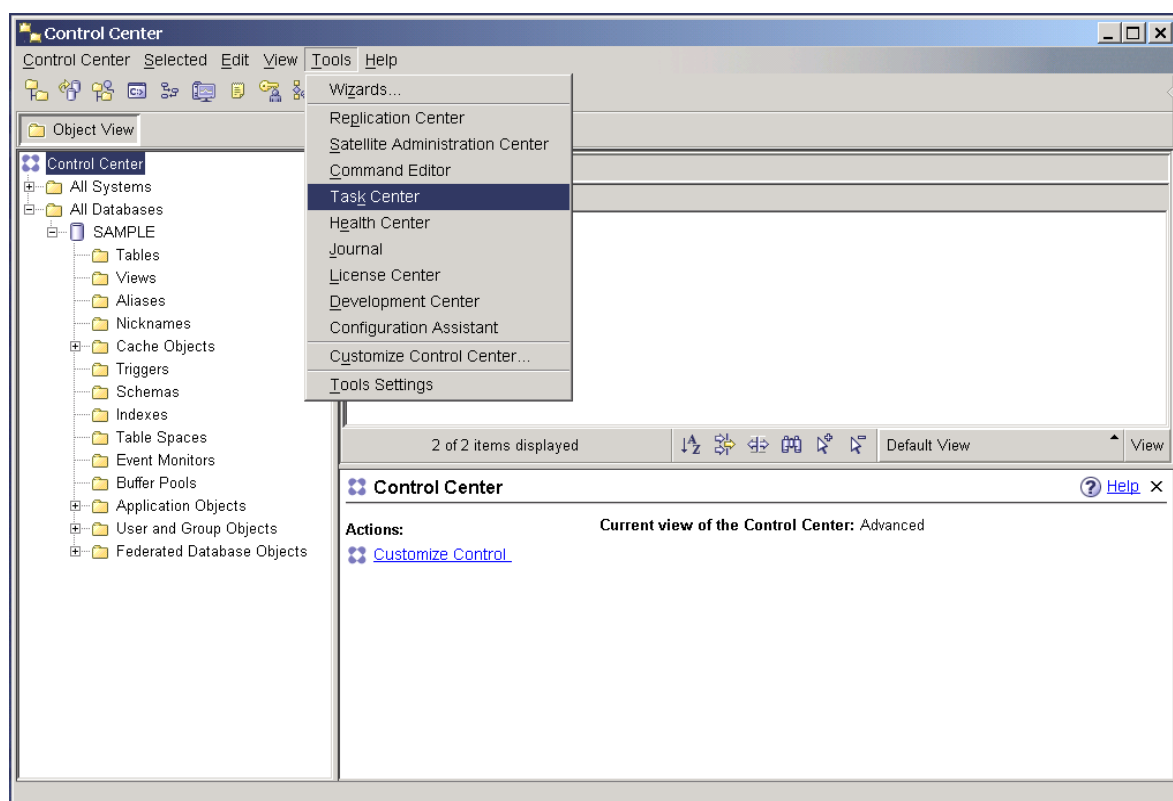 Control Center
Control Center Selected Edit View Tools Help
Object View
Wizards...
Replication Center
Satellite Administration Center
Command Editor
Task Center
Health Center
Journal
License Center
Development Center
Configuration Assistant
Customize Control Center...
Tools Settings
Control Center
All Systems
All Databases
SAMPLE
Tables
Views
Aliases
Nicknames
Cache Objects
Triggers
Schemas
Indexes
Table Spaces
Event Monitors
Buffer Pools
Application Objects
User and Group Objects
Federated Database Objects
2 of 2 items displayed Default View View
Control Center Help
Actions: Current view of the Control Center: Advanced
Customize Control